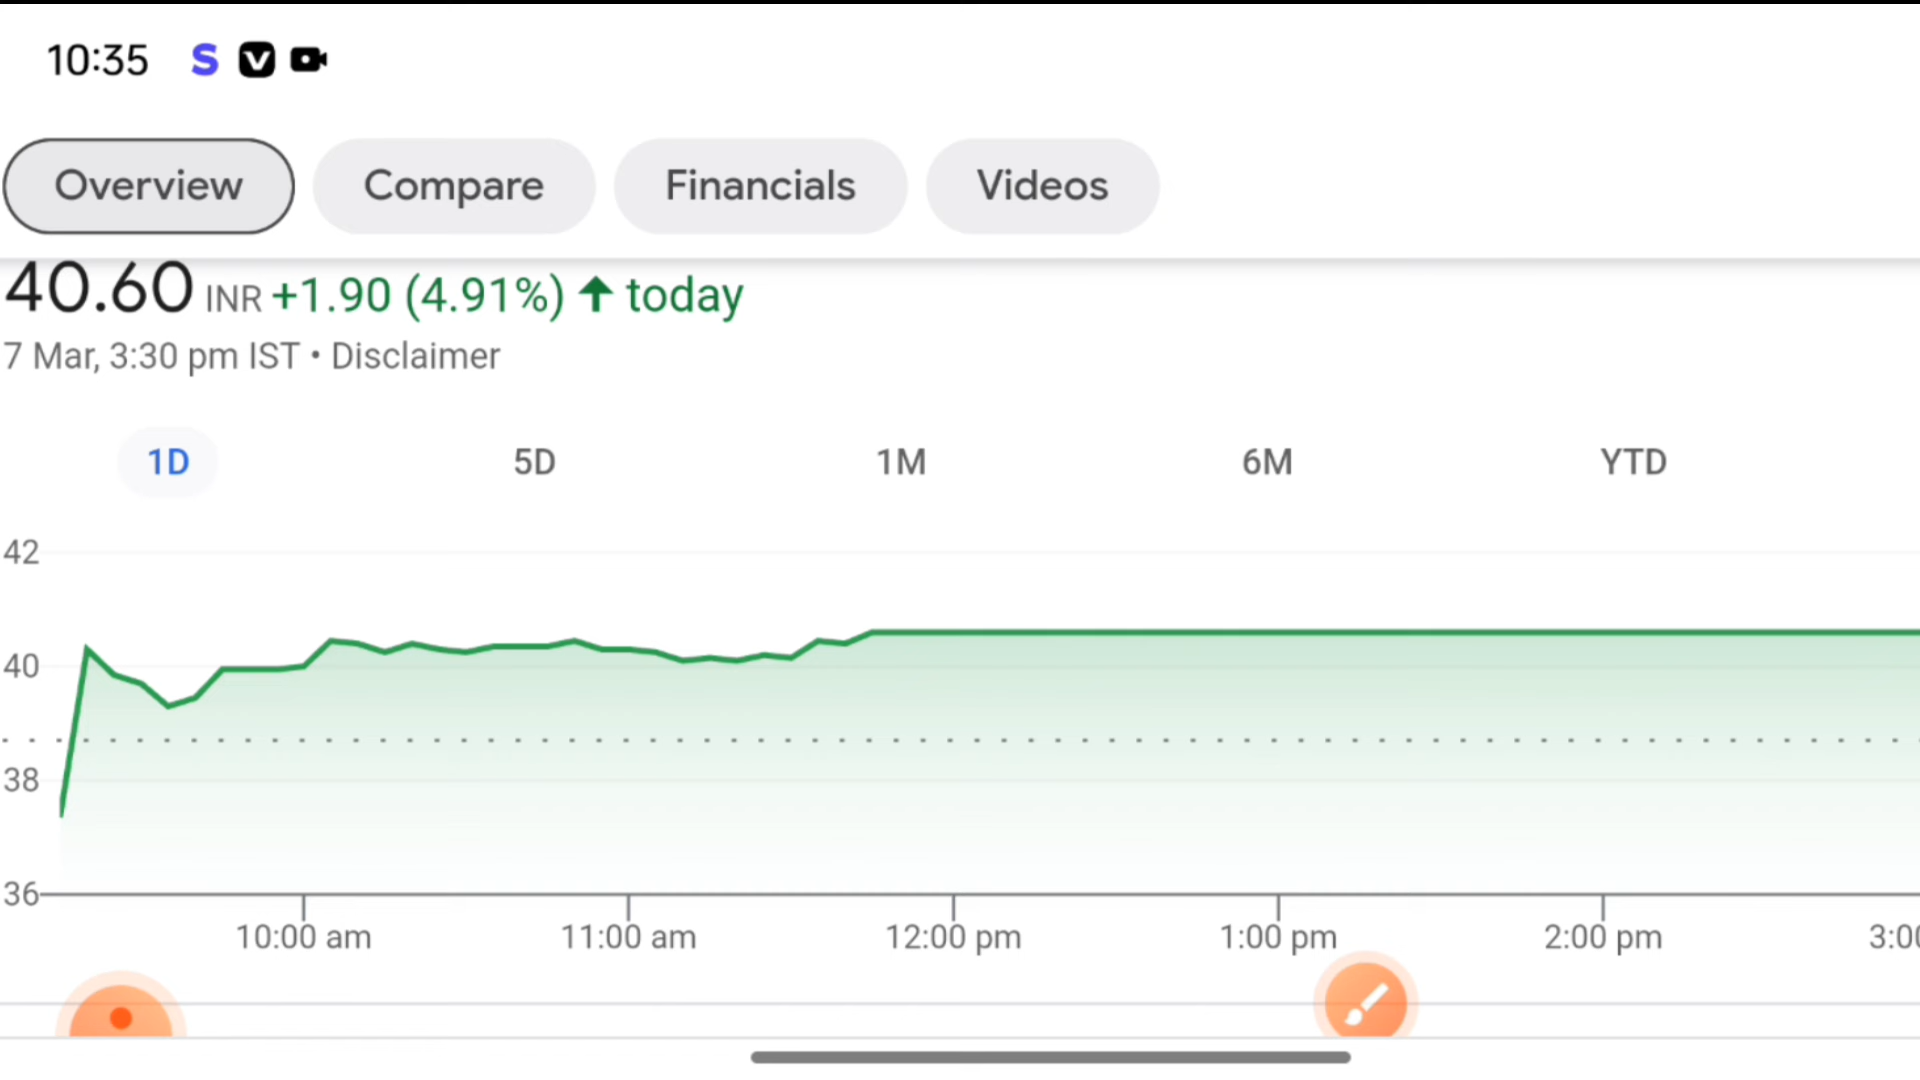 10:35 S V
Overview Compare Financials Videos
40.60 INR +1.90 (4.91%) ↑ today
7 Mar, 3:30 pm IST • Disclaimer
1D 5D 1M 6M YTD
42
40
38
36
10:00 am 11:00 am 12:00 pm 1:00 pm 2:00 pm 3:00